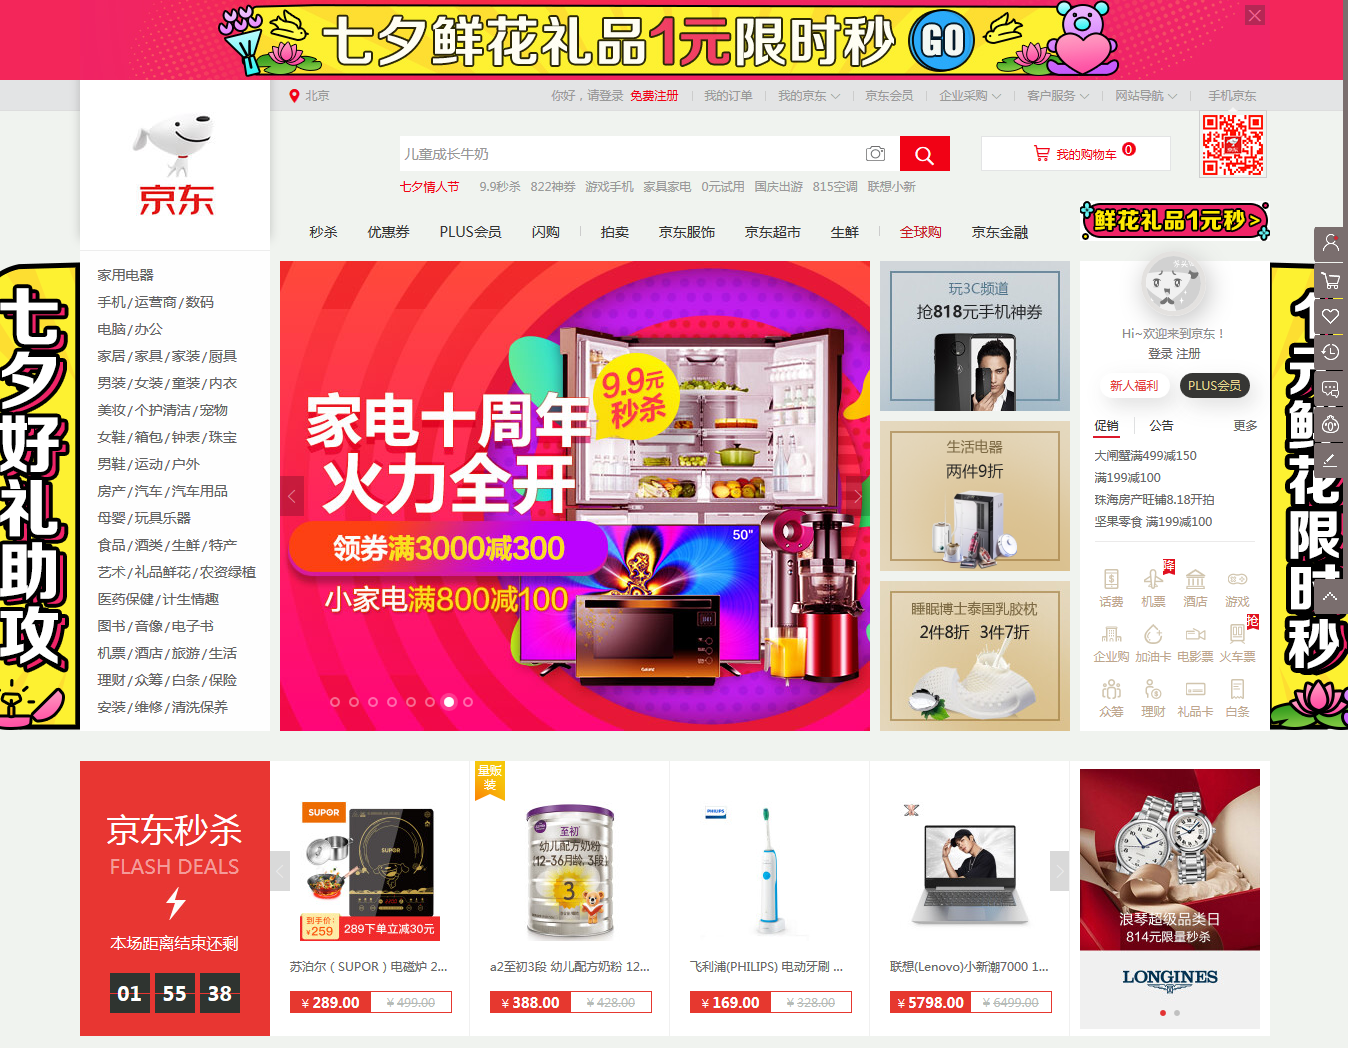 七夕鲜花礼品1元限时秒 GO
北京
你好，请登录 免费注册 我的订单 我的京东 京东会员 企业采购 客户服务 网站导航 手机京东
京东
儿童成长牛奶
我的购物车 0
七夕情人节 9.9秒杀 822神券 游戏手机 家具家电 0元试用 国庆出游 815空调 联想小新
鲜花礼品1元秒>
秒杀 优惠券 PLUS会员 闪购 拍卖 京东服饰 京东超市 生鲜 全球购 京东金融
七夕好礼助攻
家用电器
手机/运营商/数码
电脑/办公
家居/家具/家装/厨具
男装/女装/童装/内衣
美妆/个护清洁/宠物
女鞋/箱包/钟表/珠宝
男鞋/运动/户外
房产/汽车/汽车用品
母婴/玩具乐器
食品/酒类/生鲜/特产
艺术/礼品鲜花/农资绿植
医药保健/计生情趣
图书/音像/电子书
机票/酒店/旅游/生活
理财/众筹/白条/保险
安装/维修/清洗保养
家电十周年
火力全开
9.9元
秒杀
领券满3000减300
小家电满800减100
50"
玩3C频道
抢818元手机神券
生活电器
两件9折
睡眠博士泰国乳胶枕
2件8折 3件7折
Hi~欢迎来到京东！
登录 注册
新人福利 PLUS会员
促销 公告 更多
大闸蟹满499减150
满199减100
珠海房产旺铺8.18开拍
坚果零食 满199减100
降
话费 机票 酒店 游戏
抢
企业购 加油卡 电影票 火车票
众筹 理财 礼品卡 白条
元鲜花限时秒
京东秒杀
FLASH DEALS
本场距离结束还剩
01 55 38
SUPOR
SUPOR
到手价:
¥259
289下单立减30元
苏泊尔（SUPOR）电磁炉 2...
¥289.00 ¥499.00
量贩装
至初
幼儿配方奶粉
(12-36月龄, 3段)
3
a2至初3段 幼儿配方奶粉 12...
¥388.00 ¥428.00
PHILIPS
飞利浦(PHILIPS) 电动牙刷 ...
¥169.00 ¥328.00
联想(Lenovo)小新潮7000 1...
¥5798.00 ¥6499.00
浪琴超级品类日
814元限量秒杀
LONGINES